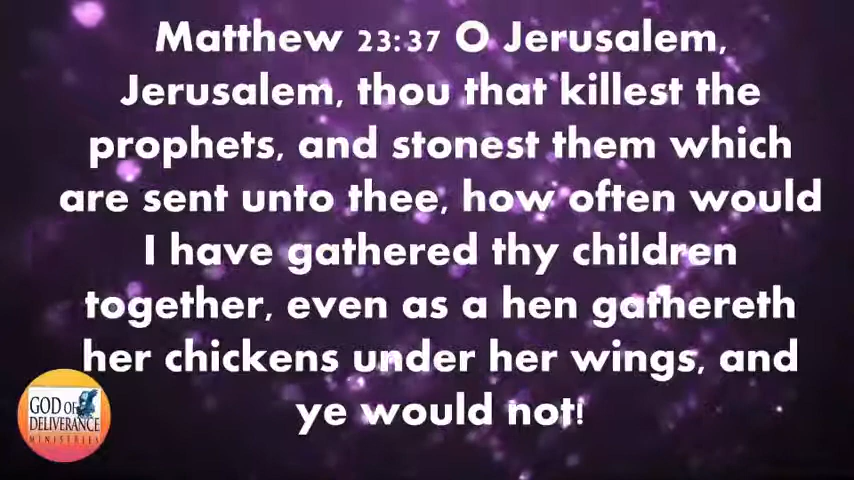 Matthew 23:37 O Jerusalem,
Jerusalem, thou that killest the
prophets, and stonest them which
are sent unto thee, how often would
I have gathered thy children
together, even as a hen gathereth
her chickens under her wings, and
ye would not!
GOD OF
DELIVERANCE
MINISTRIES